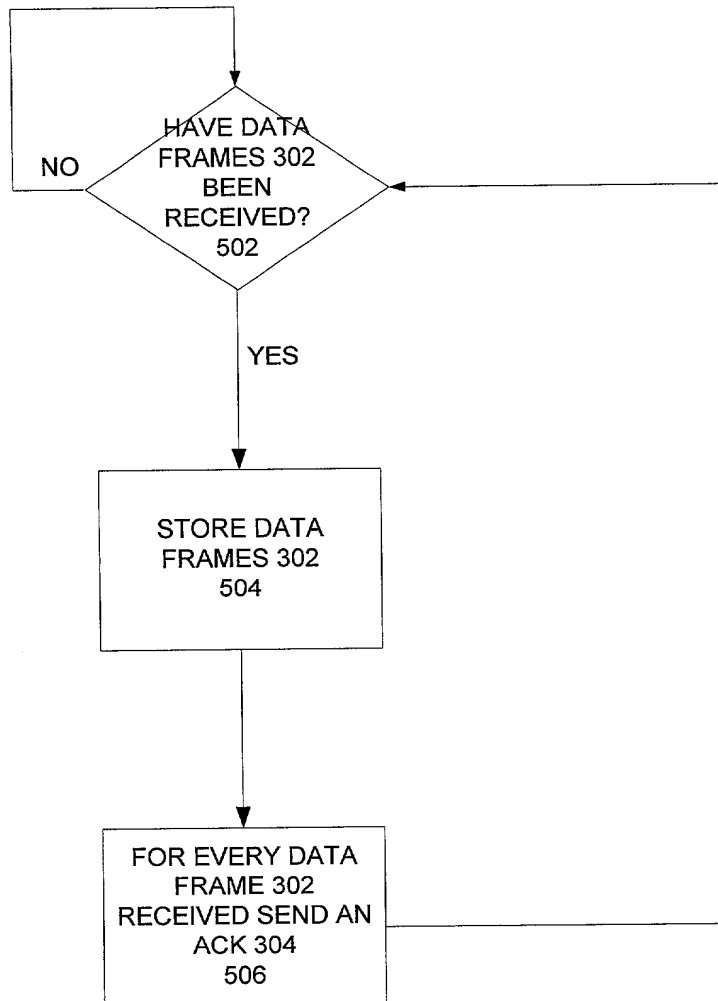 HAVE DATA
FRAMES 302
BEEN
RECEIVED?
502
NO
YES
STORE DATA
FRAMES 302
504
FOR EVERY DATA
FRAME 302
RECEIVED SEND AN
ACK 304
506